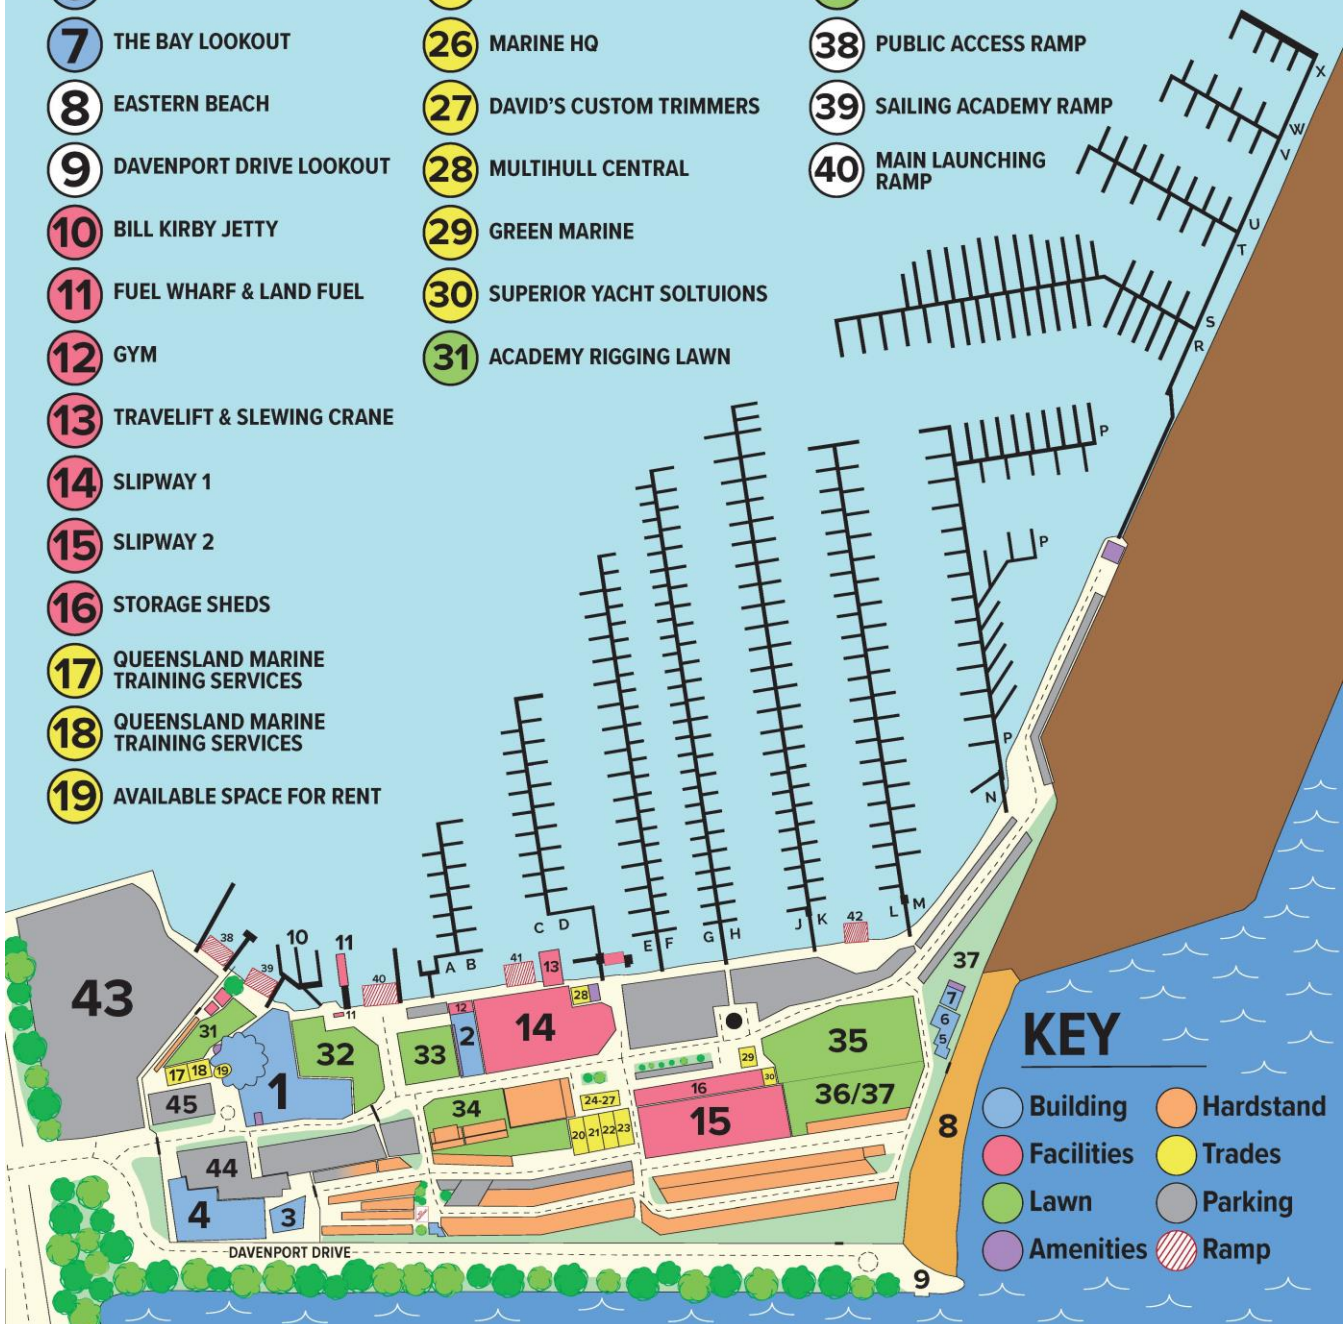 7 THE BAY LOOKOUT
8 EASTERN BEACH
9 DAVENPORT DRIVE LOOKOUT
10 BILL KIRBY JETTY
11 FUEL WHARF & LAND FUEL
12 GYM
13 TRAVELIFT & SLEWING CRANE
14 SLIPWAY 1
15 SLIPWAY 2
16 STORAGE SHEDS
17 QUEENSLAND MARINE
TRAINING SERVICES
18 QUEENSLAND MARINE
TRAINING SERVICES
19 AVAILABLE SPACE FOR RENT
26 MARINE HQ
27 DAVID'S CUSTOM TRIMMERS
28 MULTIHULL CENTRAL
29 GREEN MARINE
30 SUPERIOR YACHT SOLTUIONS
31 ACADEMY RIGGING LAWN
38 PUBLIC ACCESS RAMP
39 SAILING ACADEMY RAMP
40 MAIN LAUNCHING
RAMP
X
W
V
U
T
S
R
P
P
P
N
M
L
K
J
H
G
F
E
D
C
B
A
42
41
13
40
11
11
10
38
39
43
31
17 18 19
45
1
32
33
12
2
14
28
29
30
16
15
35
36/37
37
7
6
5
8
34
24-27
20 21 22 23
44
4
3
DAVENPORT DRIVE
9
KEY
Building
Hardstand
Facilities
Trades
Lawn
Parking
Amenities
Ramp